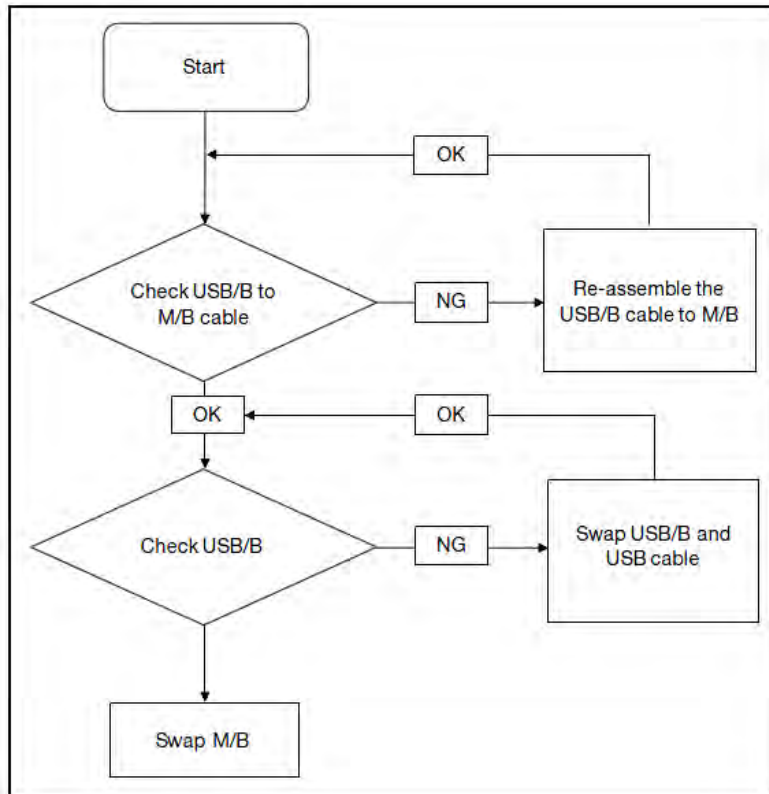 Start
OK
Check USB/B to
M/B cable
NG
Re-assemble the
USB/B cable to M/B
OK
OK
Check USB/B
NG
Swap USB/B and
USB cable
Swap M/B